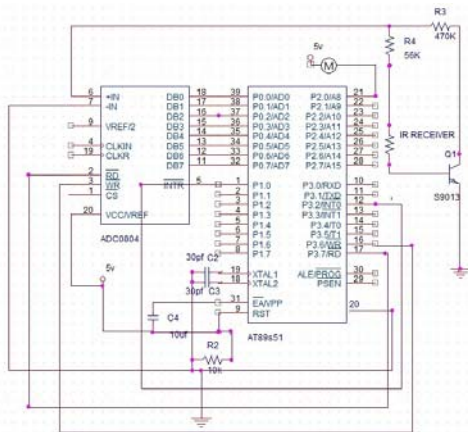 R3
470K
R4
56K
5v
M
6 +IN DB0 18 39 P0.0/AD0 P2.0/A8 21
7 -IN DB1 17 38 P0.1/AD1 P2.1/A9 22
DB2 16 37 P0.2/AD2 P2.2/A10 23
9 VREF/2 DB3 15 36 P0.3/AD3 P2.3/A11 24
DB4 14 35 P0.4/AD4 P2.4/A12 25
4 CLKIN DB5 13 34 P0.5/AD5 P2.5/A13 26
19 CLKR DB6 12 33 P0.6/AD6 P2.6/A14 27
DB7 11 32 P0.7/AD7 P2.7/A15 28
IR RECEIVER
Q1
S9013
2 RD
3 WR INTR 5
1 CS
20 VCC/VREF
ADC0804
1 P1.0 P3.0/RXD 10
2 P1.1 P3.1/TXD 11
3 P1.2 P3.2/INT0 12
4 P1.3 P3.3/INT1 13
5 P1.4 P3.4/T0 14
6 P1.5 P3.5/T1 15
7 P1.6 P3.6/WR 16
8 P1.7 P3.7/RD 17
30pf C2 19 XTAL1 ALE/PROG 30
30pf C3 18 XTAL2 PSEN 29
5v
31 EA/VPP 20
9 RST
C4
10uf
AT89s51
R2
10k